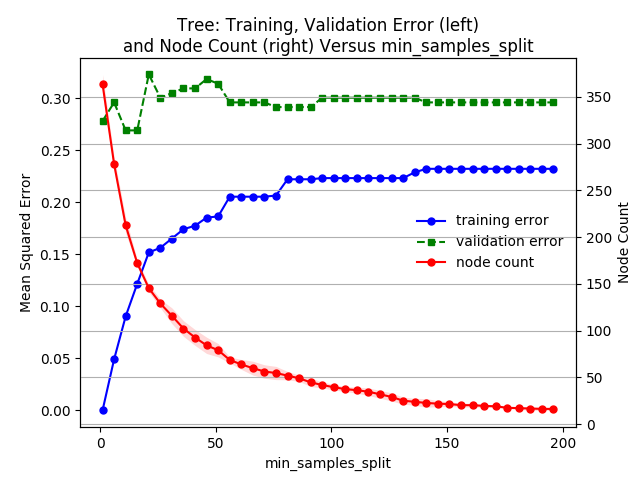 Tree: Training, Validation Error (left)
and Node Count (right) Versus min_samples_split
Mean Squared Error
0.30
0.25
0.20
0.15
0.10
0.05
0.00
training error
validation error
node count
350
300
250
200
150
100
50
0
Node Count
0
50
100
150
200
min_samples_split